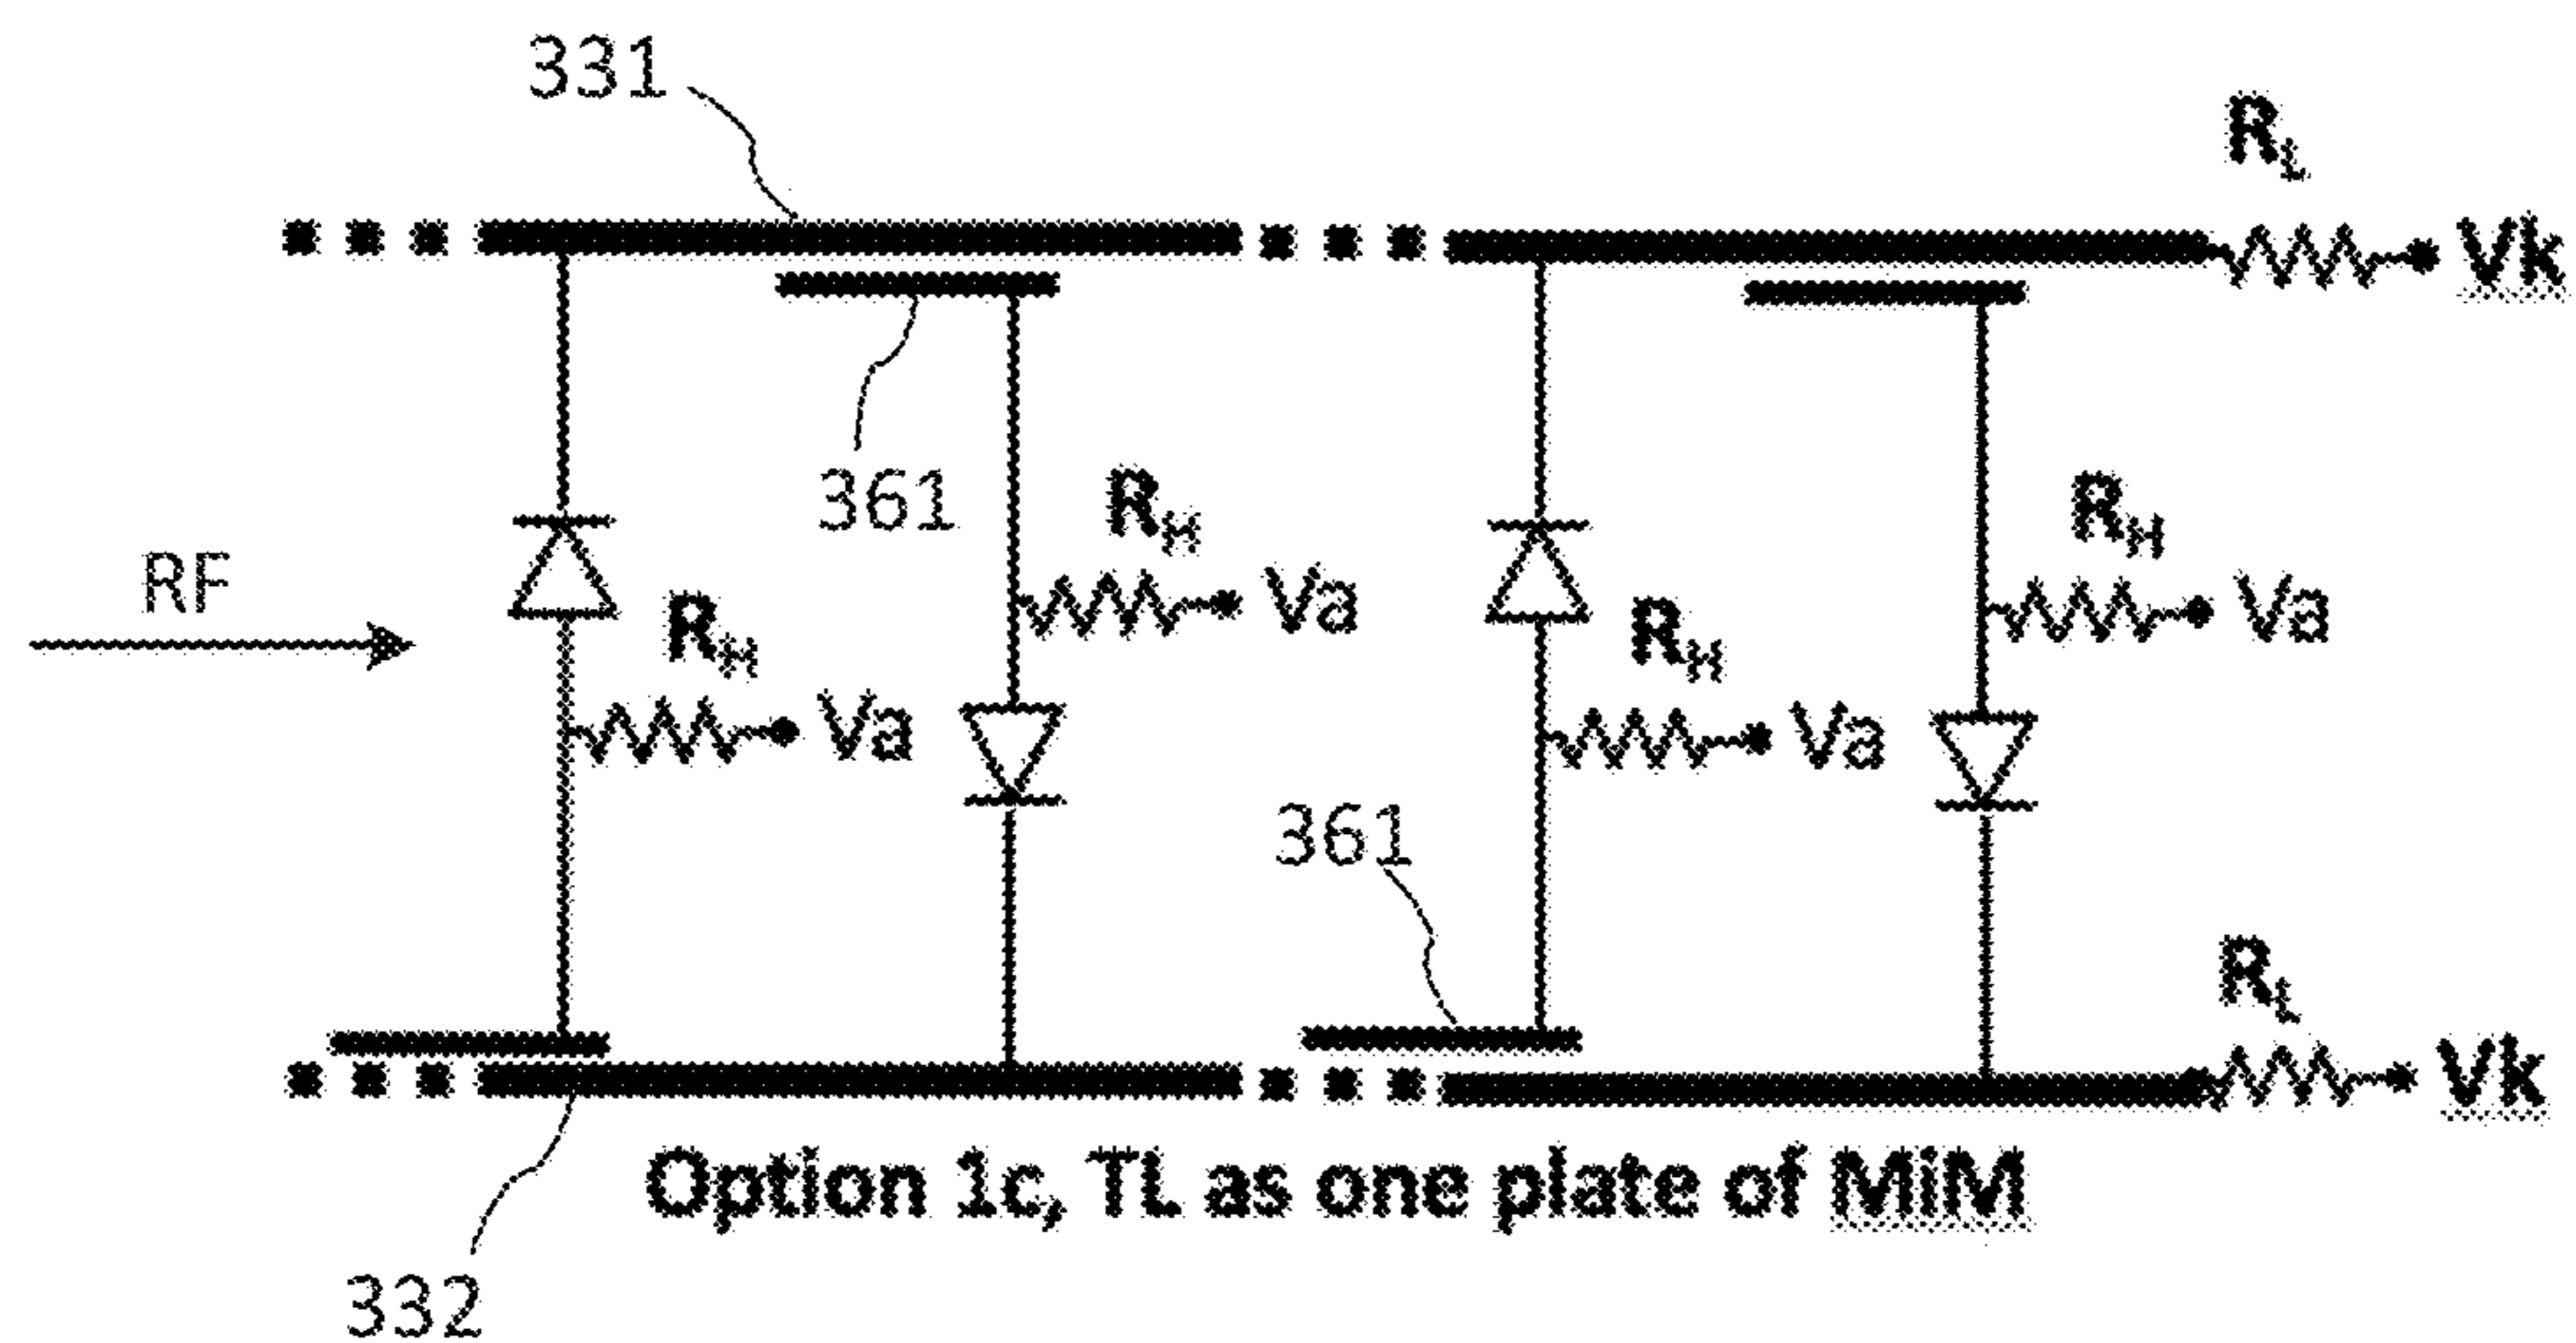 331
R_L
Vk
361
R_H
R_H
RF
R_H
Va
Va
R_H
Va
Va
361
R_L
Vk
Option 1c, TL as one plate of MiM
332